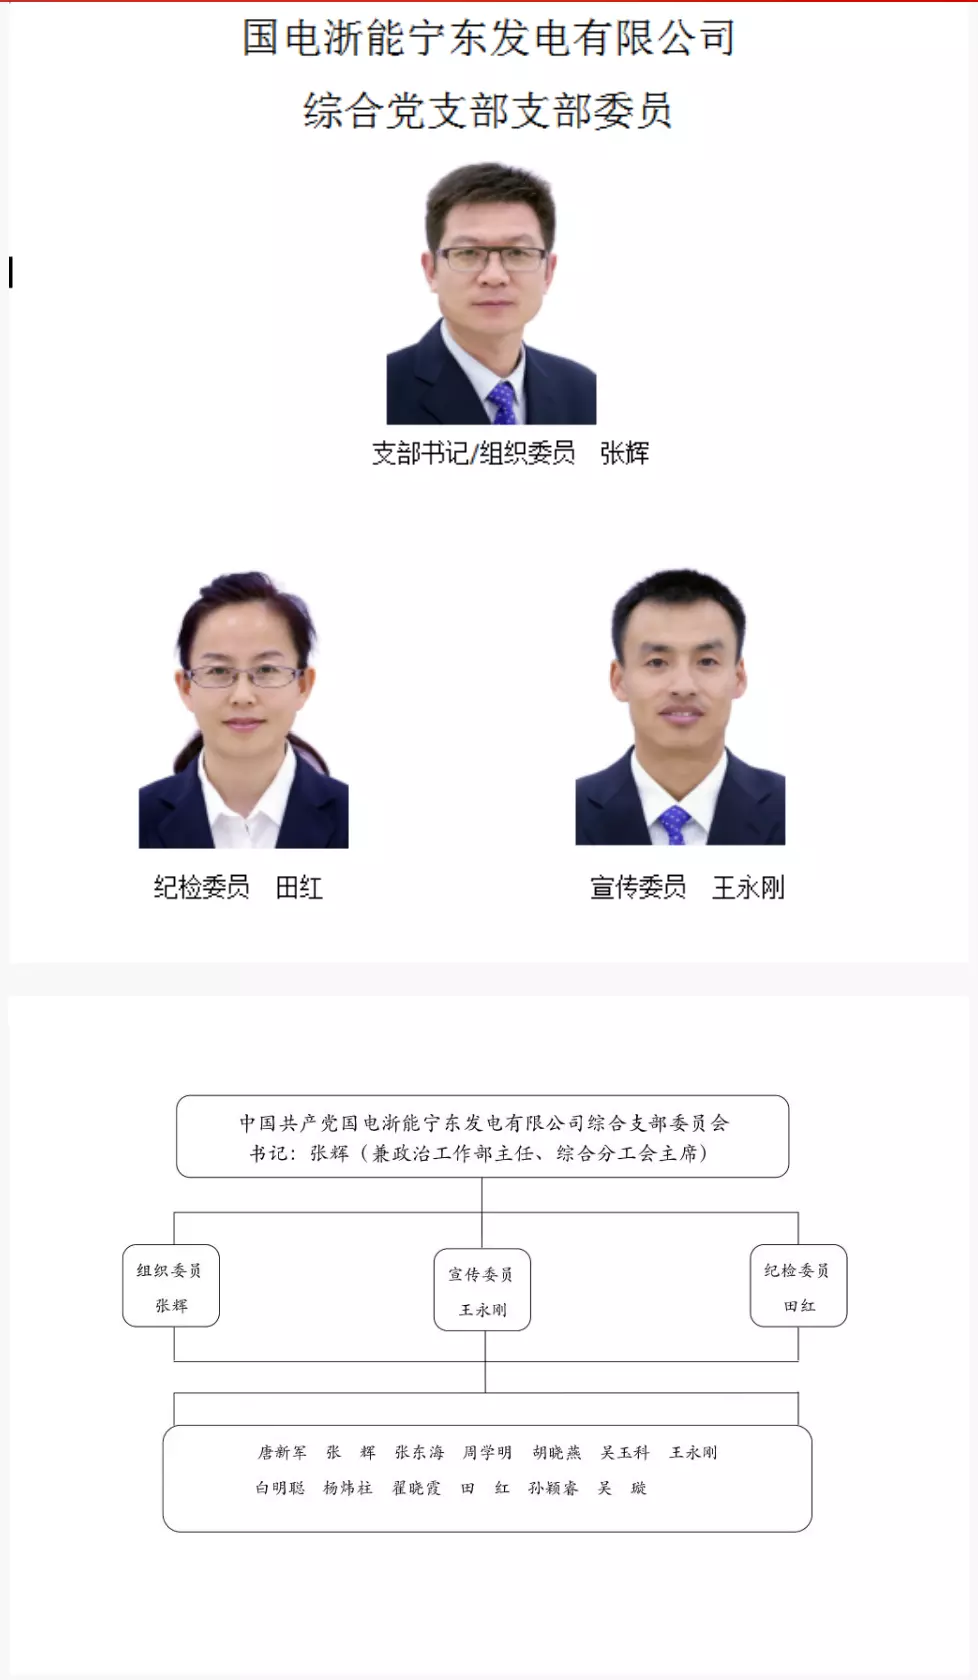 国电浙能宁东发电有限公司
综合党支部支部委员
支部书记/组织委员 张辉
纪检委员 田红
宣传委员 王永刚
中国共产党国电浙能宁东发电有限公司综合支部委员会
书记：张辉（兼政治工作部主任、综合分工会主席）
组织委员
张辉
宣传委员
王永刚
纪检委员
田红
唐新军 张 辉 张东海 周学明 胡晓燕 吴玉科 王永刚
白明聪 杨炜柱 翟晓霞 田 红 孙颖睿 吴 璇